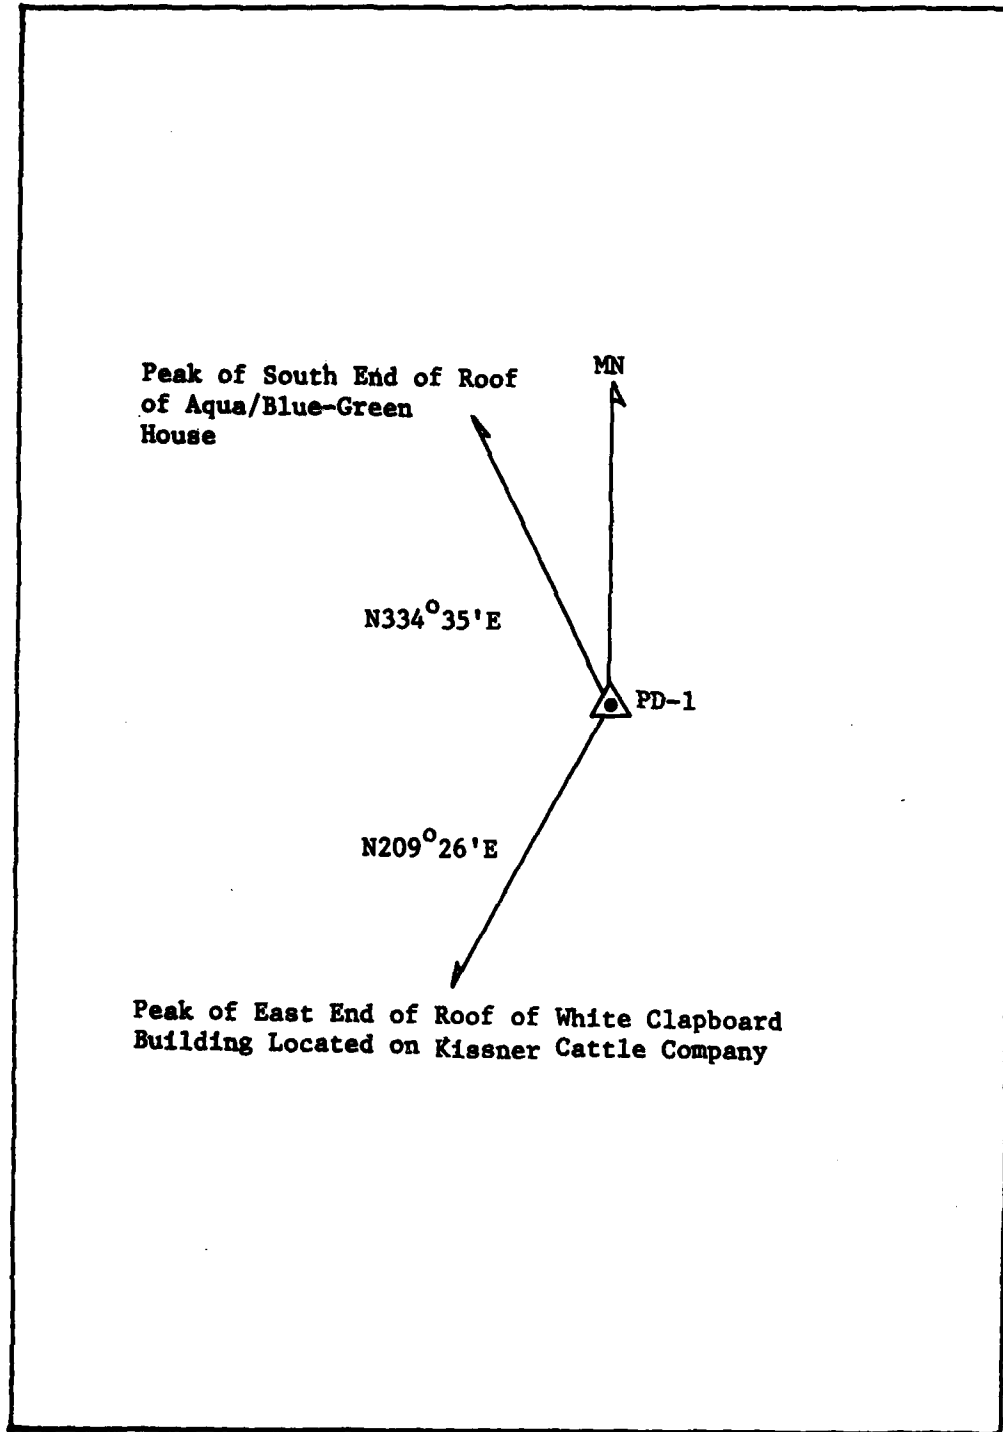 Peak of South End of Roof
of Aqua/Blue-Green
House
MN
N334°35'E
PD-1
N209°26'E
Peak of East End of Roof of White Clapboard
Building Located on Kissner Cattle Company